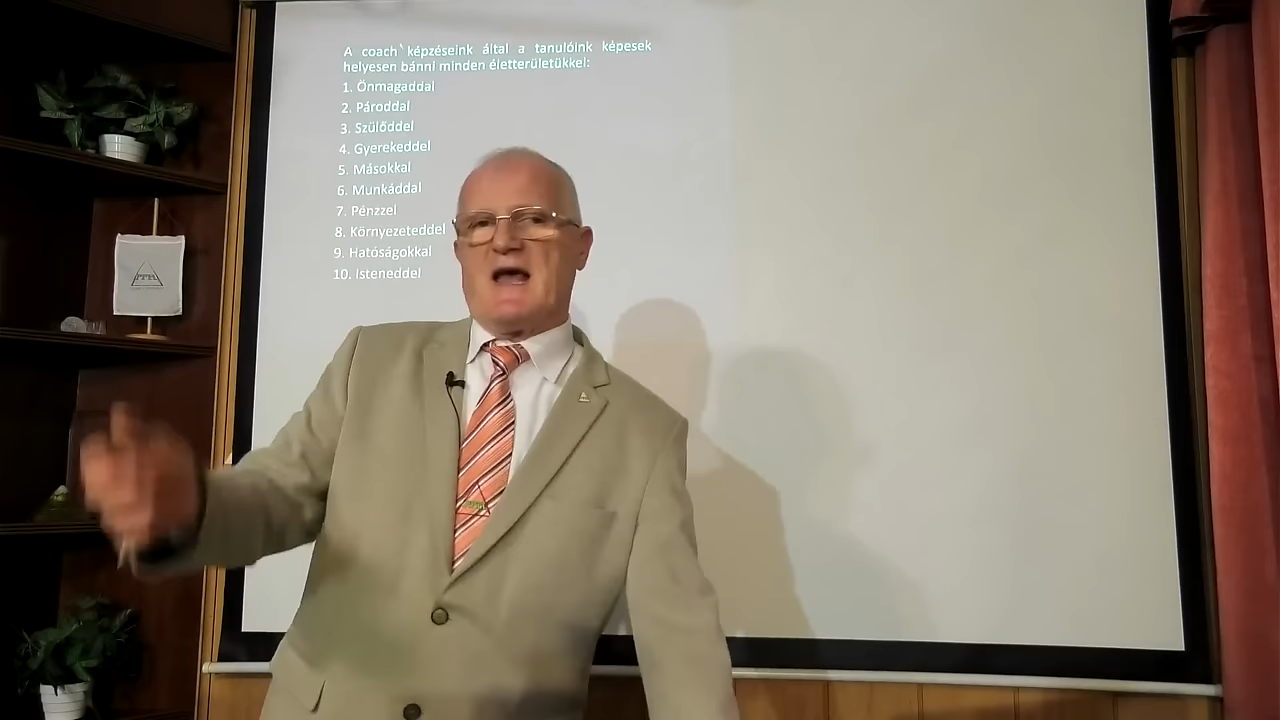 A coach képzéseink által a tanulóink képesek
helyesen bánni minden életterületükkel:
1. Önmagaddal
2. Pároddal
3. Szülőddel
4. Gyerekeddel
5. Másokkal
6. Munkáddal
7. Pénzzel
8. Környezeteddel
9. Hatóságokkal
10. Isteneddel